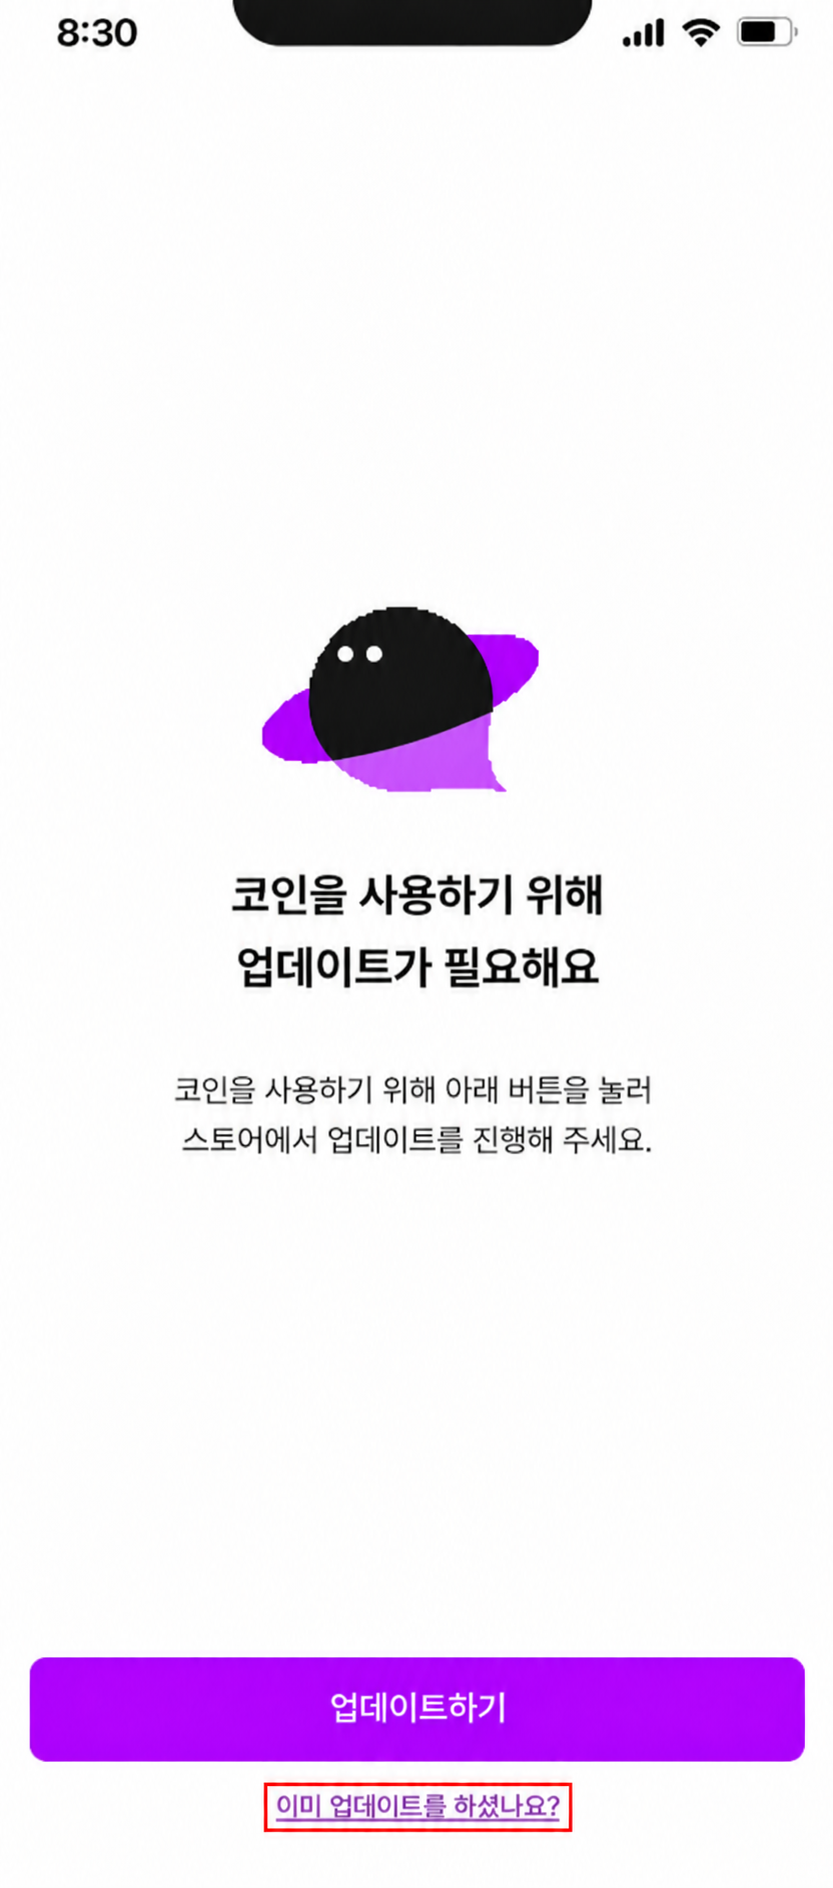 8:30
코인을 사용하기 위해
업데이트가 필요해요
코인을 사용하기 위해 아래 버튼을 눌러
스토어에서 업데이트를 진행해 주세요.
업데이트하기
이미 업데이트를 하셨나요?